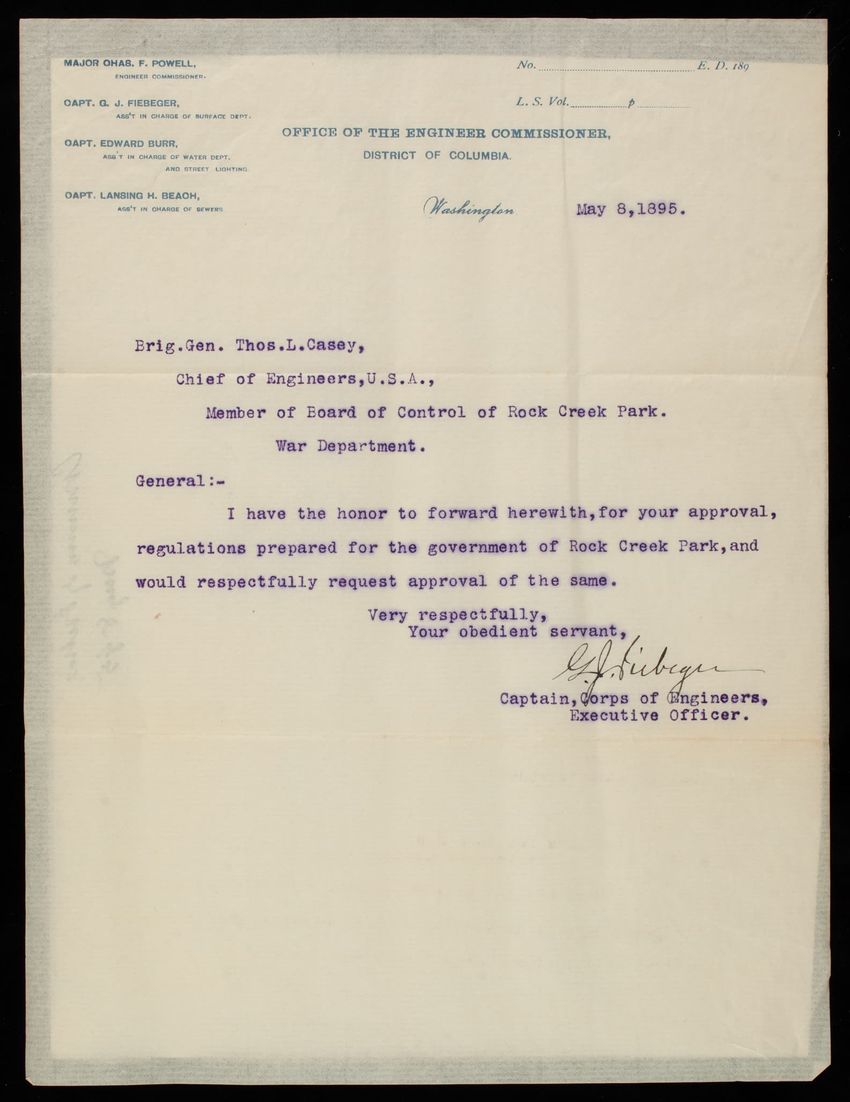 MAJOR CHAS. F. POWELL,
ENGINEER COMMISSIONER.
CAPT. G. J. FIEBEGER,
ASS'T IN CHARGE OF SURFACE DEPT.
CAPT. EDWARD BURR,
ASS'T IN CHARGE OF WATER DEPT.
AND STREET LIGHTING.
CAPT. LANSING H. BEACH,
ASS'T IN CHARGE OF SEWERS.
No. E. D. 189
L. S. Vol. p
OFFICE OF THE ENGINEER COMMISSIONER,
DISTRICT OF COLUMBIA.
Washington May 8,1895.
Brig.Gen. Thos.L.Casey,
Chief of Engineers,U.S.A.,
Member of Board of Control of Rock Creek Park.
War Department.
General:-
I have the honor to forward herewith,for your approval,
regulations prepared for the government of Rock Creek Park,and
would respectfully request approval of the same.
Very respectfully,
Your obedient servant,
G.J. Fiebeger
Captain,Corps of Engineers,
Executive Officer.